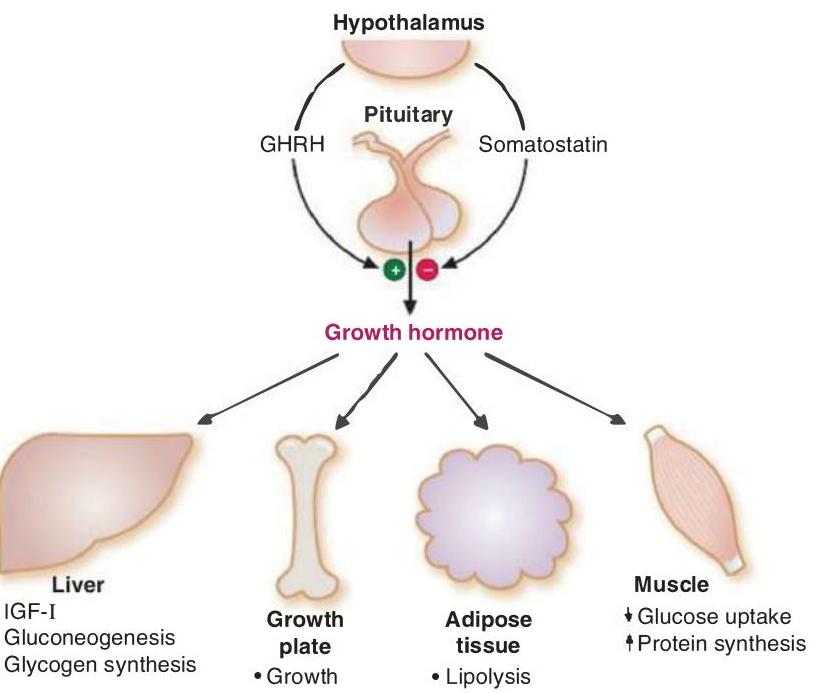 Hypothalamus
Pituitary
GHRH
Somatostatin
+
−
Growth hormone
Liver
IGF-I
Gluconeogenesis
Glycogen synthesis
Growth
plate
• Growth
Adipose
tissue
• Lipolysis
Muscle
↓ Glucose uptake
↑ Protein synthesis